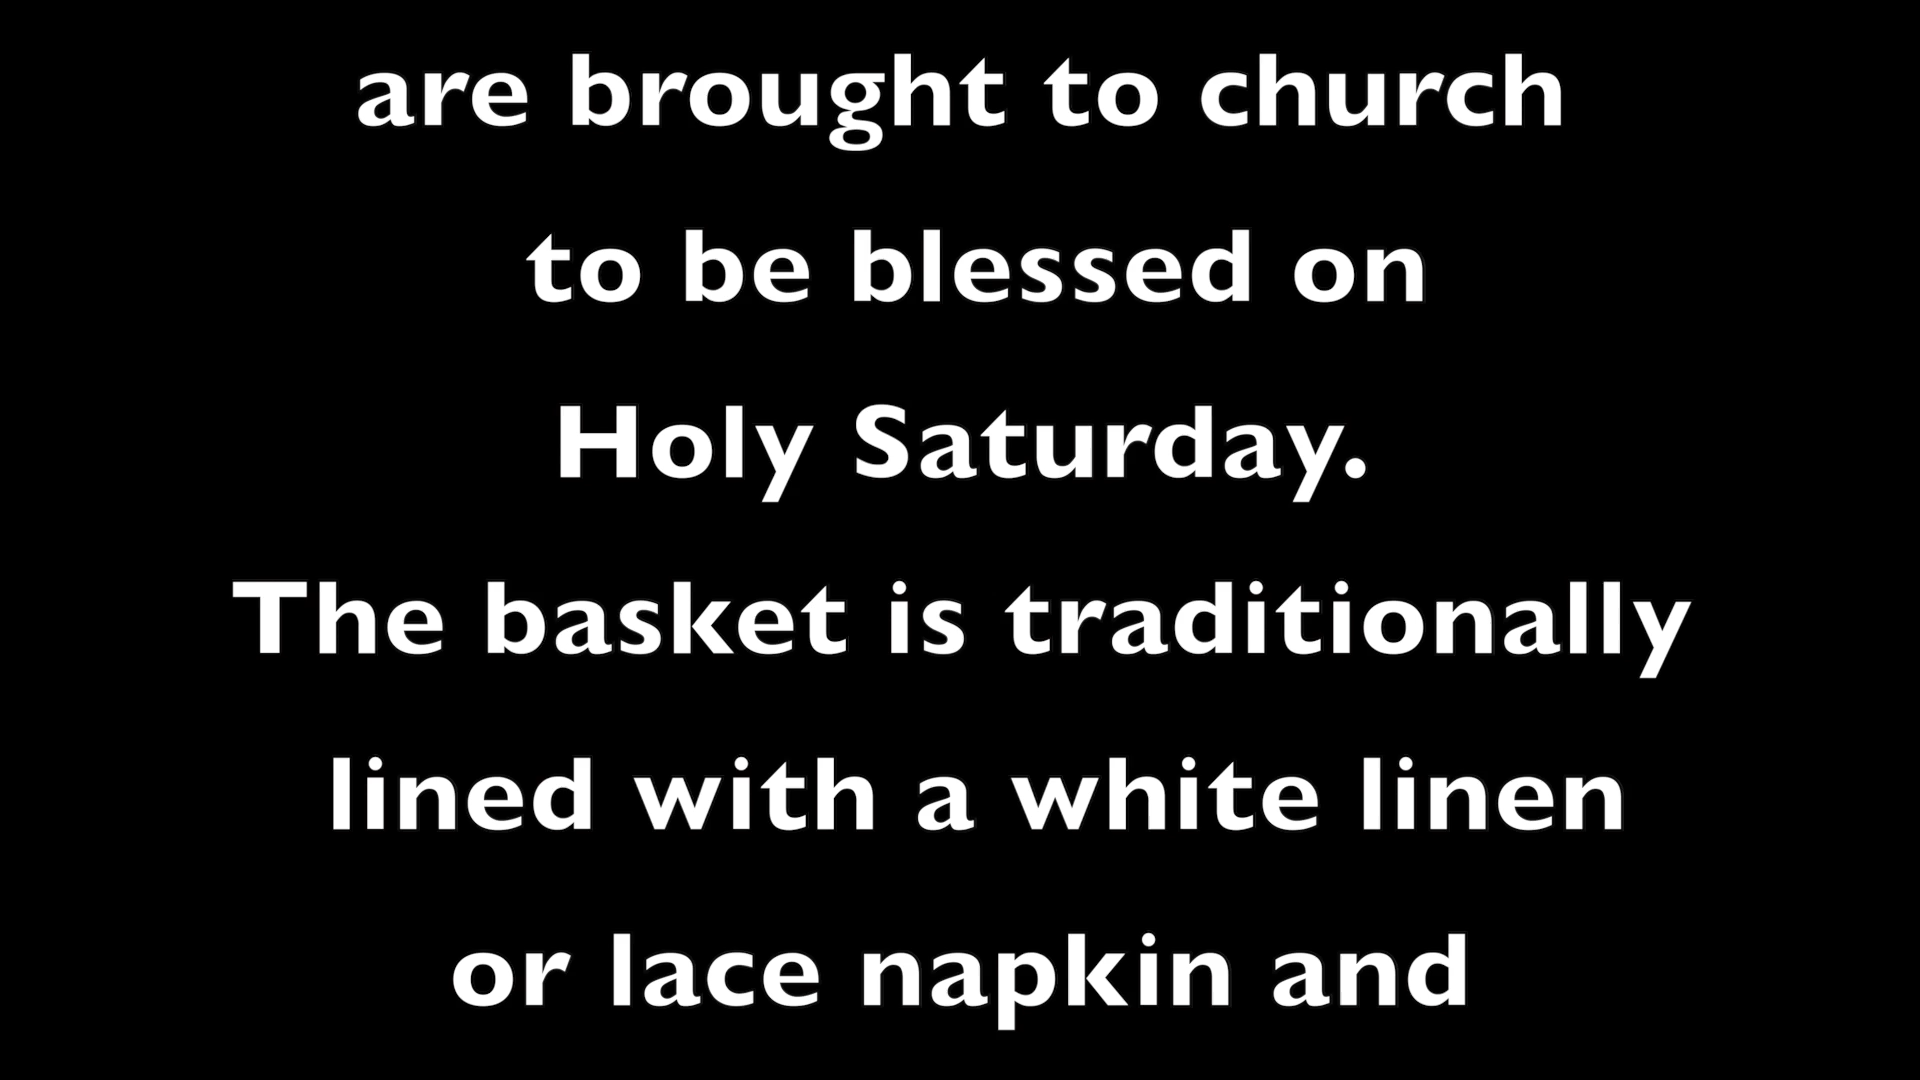 are brought to church
to be blessed on
Holy Saturday.
The basket is traditionally
lined with a white linen
or lace napkin and